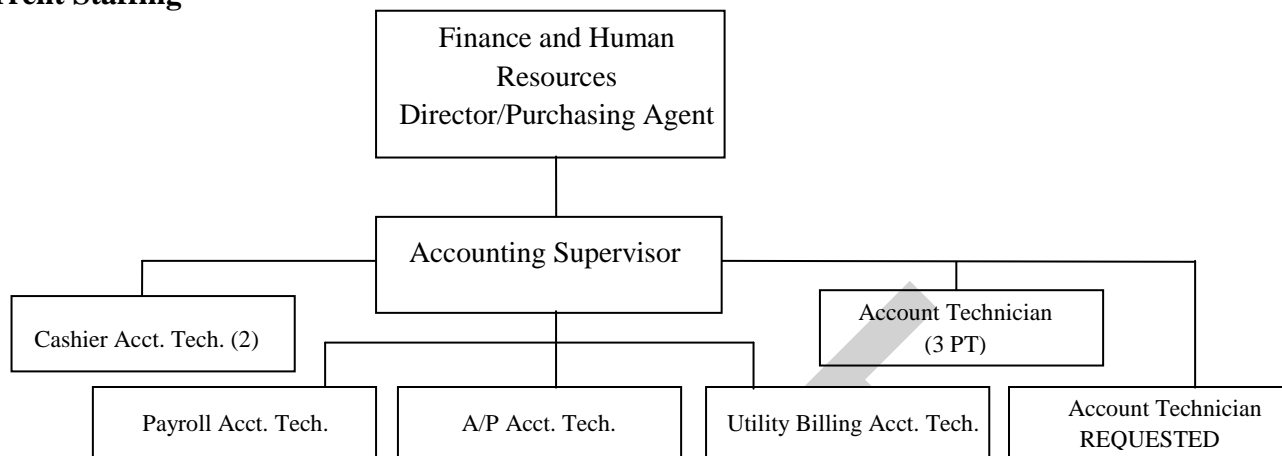 Staffing
Finance and Human
Resources
Director/Purchasing Agent
Accounting Supervisor
Cashier Acct. Tech. (2)
Account Technician
(3 PT)
Payroll Acct. Tech.
A/P Acct. Tech.
Utility Billing Acct. Tech.
Account Technician
REQUESTED